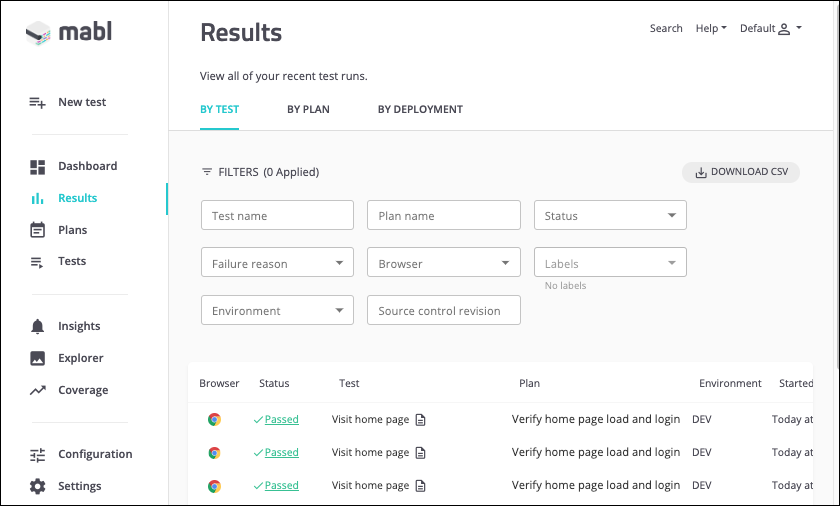 mabl
Results
Search Help Default
View all of your recent test runs.
New test
BY TEST BY PLAN BY DEPLOYMENT
Dashboard
FILTERS (0 Applied) DOWNLOAD CSV
Results
Test name Plan name Status
Plans
Tests
Failure reason Browser Labels
No labels
Environment Source control revision
Insights
Explorer
Coverage
Browser Status Test Plan Environment Started
Passed Visit home page Verify home page load and login DEV Today at
Configuration
Passed Visit home page Verify home page load and login DEV Today at
Settings
Passed Visit home page Verify home page load and login DEV Today at